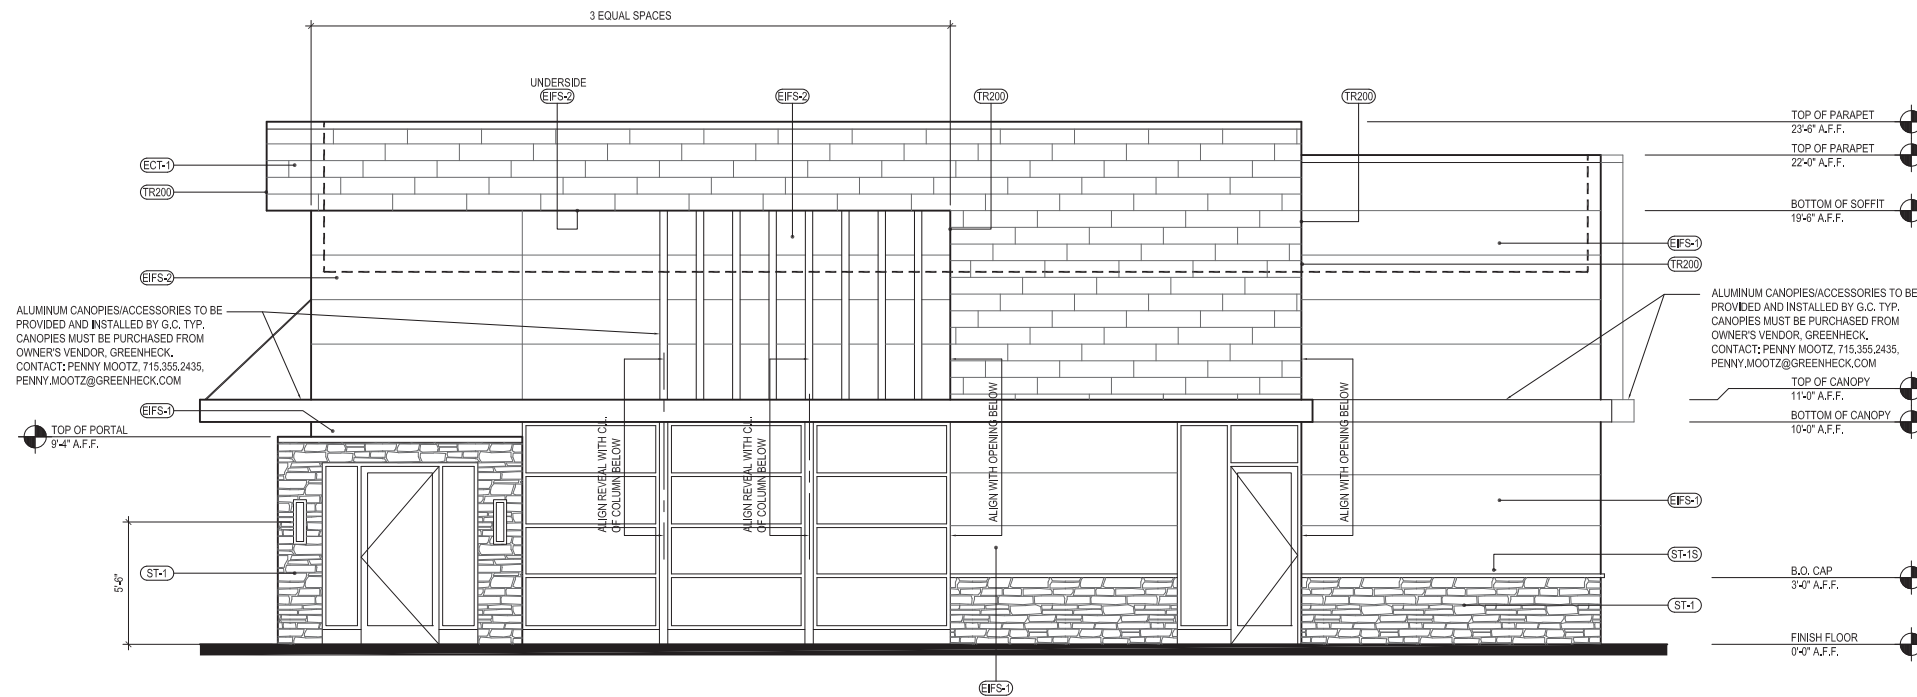 3 EQUAL SPACES
UNDERSIDE
EIFS-2
EIFS-2
TR200
TR200
ECT-1
TR200
EIFS-2
ALUMINUM CANOPIES/ACCESSORIES TO BE
PROVIDED AND INSTALLED BY G.C. TYP.
CANOPIES MUST BE PURCHASED FROM
OWNER'S VENDOR, GREENHECK.
CONTACT: PENNY MOOTZ, 715.355.2435,
PENNY.MOOTZ@GREENHECK.COM
EIFS-1
TOP OF PORTAL
9'-4" A.F.F.
5'-6"
ST-1
ALIGN REVEAL WITH C.L.
OF COLUMN BELOW
ALIGN REVEAL WITH C.L.
OF COLUMN BELOW
ALIGN WITH OPENING BELOW
ALIGN WITH OPENING BELOW
EIFS-1
TOP OF PARAPET
23'-6" A.F.F.
TOP OF PARAPET
22'-0" A.F.F.
BOTTOM OF SOFFIT
19'-6" A.F.F.
EIFS-1
TR200
ALUMINUM CANOPIES/ACCESSORIES TO BE
PROVIDED AND INSTALLED BY G.C. TYP.
CANOPIES MUST BE PURCHASED FROM
OWNER'S VENDOR, GREENHECK.
CONTACT: PENNY MOOTZ, 715.355.2435,
PENNY.MOOTZ@GREENHECK.COM
TOP OF CANOPY
11'-0" A.F.F.
BOTTOM OF CANOPY
10'-0" A.F.F.
EIFS-1
ST-1S
B.O. CAP
3'-0" A.F.F.
ST-1
FINISH FLOOR
0'-0" A.F.F.